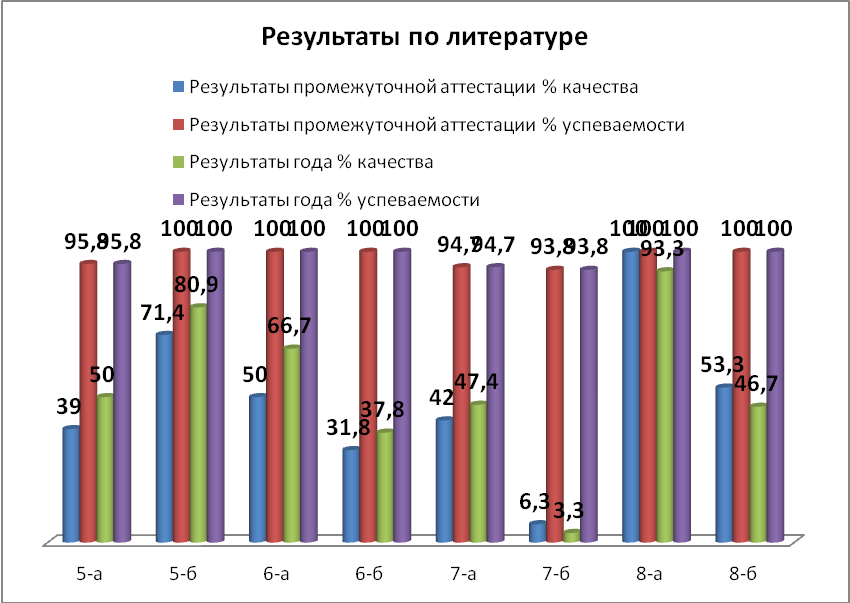 Результаты по литературе
Результаты промежуточной аттестации % качества
Результаты промежуточной аттестации % успеваемости
Результаты года % качества
Результаты года % успеваемости
39 95,8 50 95,8
71,4 100 80,9 100
50 100 66,7 100
31,8 100 37,8 100
42 94,7 47,4 94,7
6,3 93,8 3,3 93,8
100 100 93,3 100
53,3 100 46,7 100
5-а 5-б 6-а 6-б 7-а 7-б 8-а 8-б